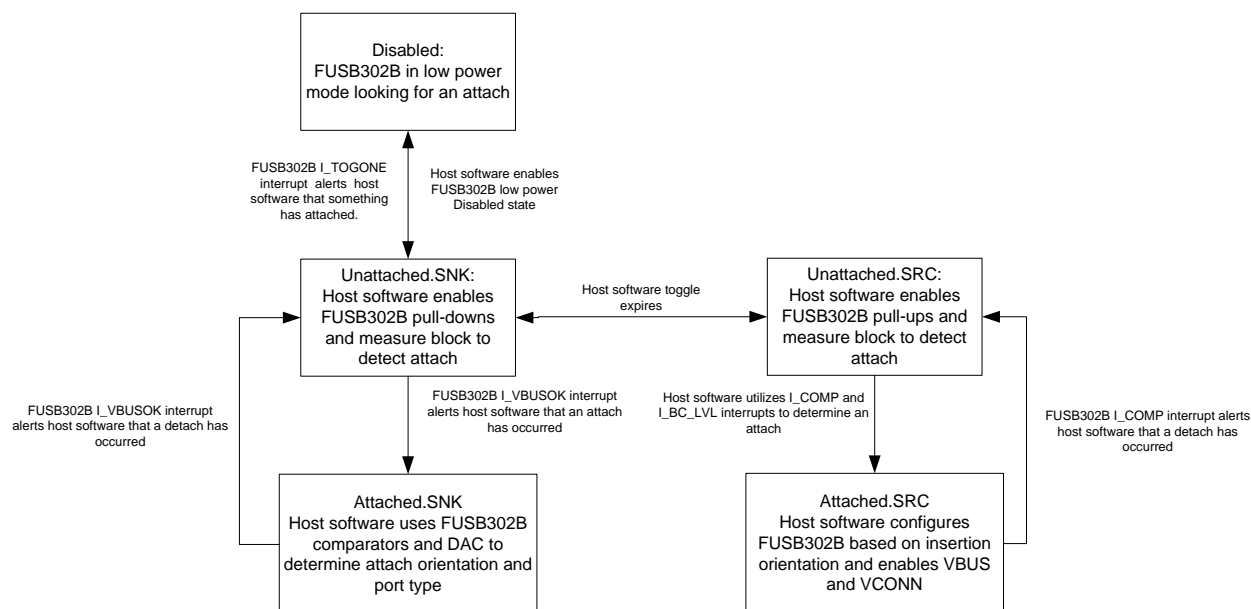 Disabled:
FUSB302B in low power
mode looking for an attach
FUSB302B I_TOGONE
interrupt alerts host
software that something
has attached.
Host software enables
FUSB302B low power
Disabled state
Unattached.SNK:
Host software enables
FUSB302B pull-downs
and measure block to
detect attach
Host software toggle
expires
Unattached.SRC:
Host software enables
FUSB302B pull-ups and
measure block to detect
attach
FUSB302B I_VBUSOK interrupt
alerts host software that a detach has
occurred
FUSB302B I_VBUSOK interrupt
alerts host software that an attach
has occurred
Host software utilizes I_COMP and
I_BC_LVL interrupts to determine an
attach
FUSB302B I_COMP interrupt alerts
host software that a detach has
occurred
Attached.SNK
Host software uses FUSB302B
comparators and DAC to
determine attach orientation and
port type
Attached.SRC
Host software configures
FUSB302B based on insertion
orientation and enables VBUS
and VCONN